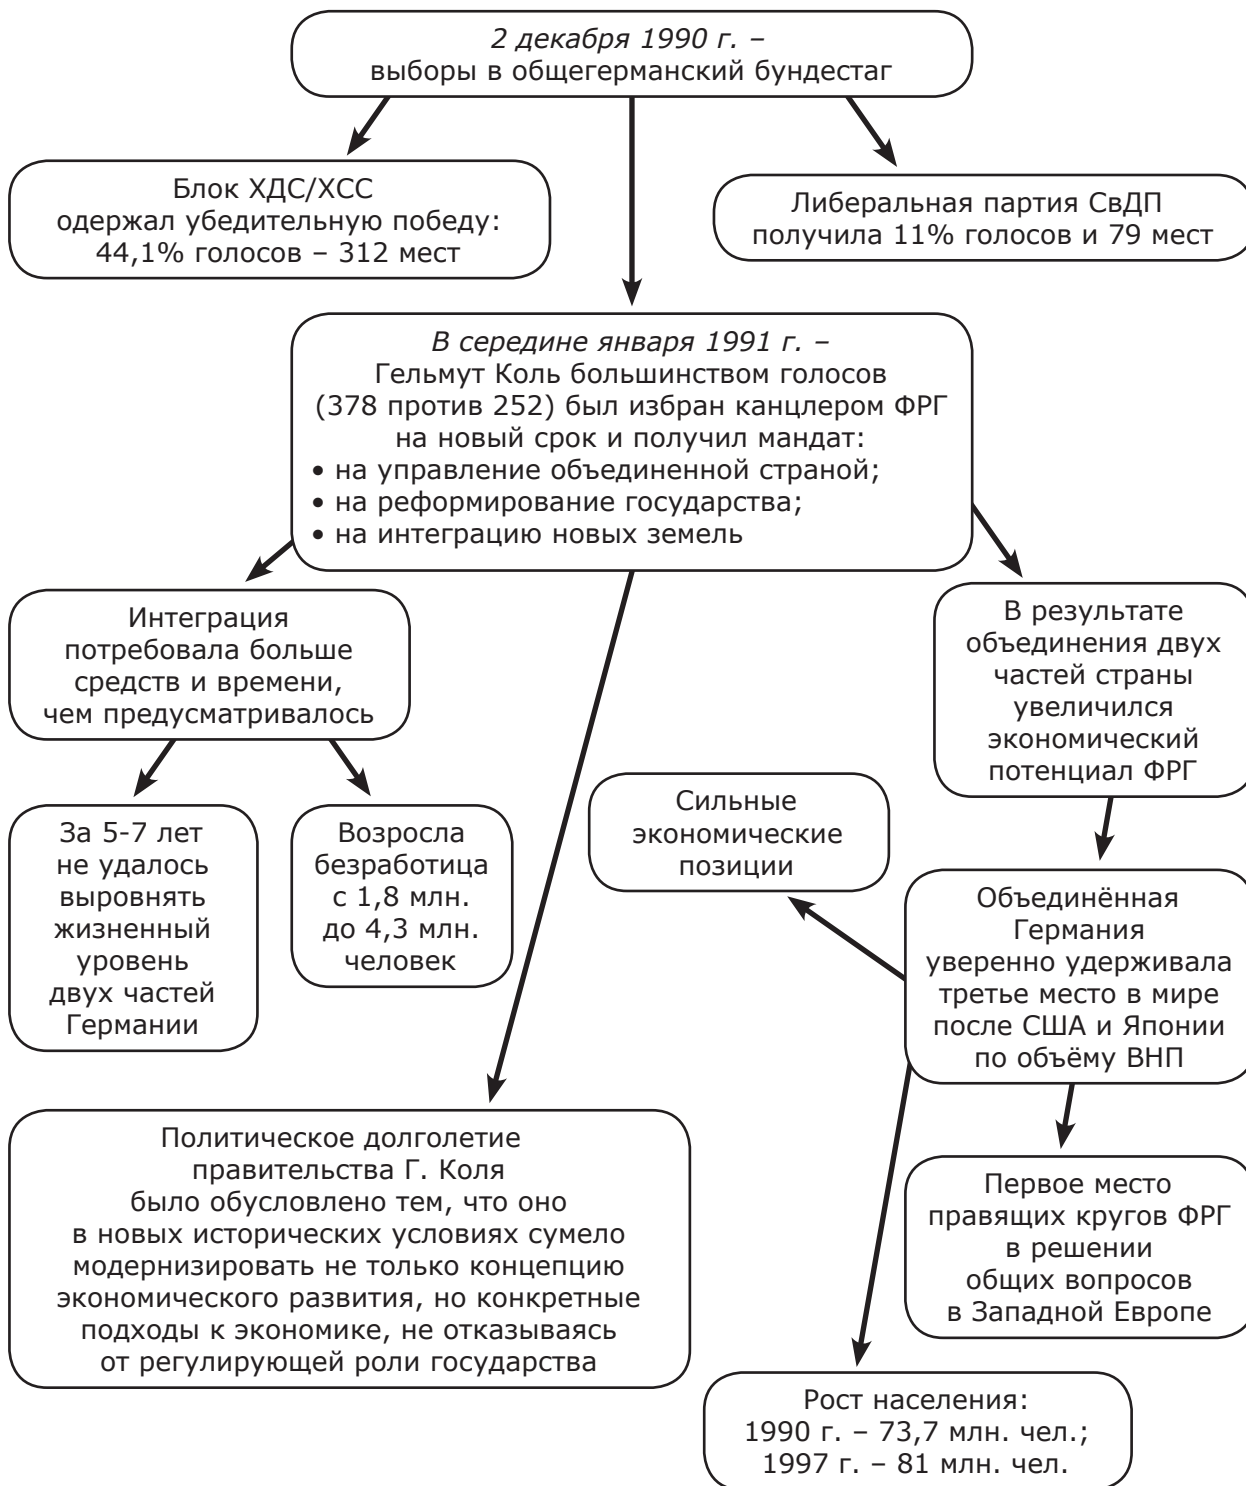 2 декабря 1990 г. –
выборы в общегерманский бундестаг
Блок ХДС/ХСС
одержал убедительную победу:
44,1% голосов – 312 мест
Либеральная партия СвДП
получила 11% голосов и 79 мест
В середине января 1991 г. –
Гельмут Коль большинством голосов
(378 против 252) был избран канцлером ФРГ
на новый срок и получил мандат:
• на управление объединенной страной;
• на реформирование государства;
• на интеграцию новых земель
Интеграция
потребовала больше
средств и времени,
чем предусматривалось
В результате
объединения двух
частей страны
увеличился
экономический
потенциал ФРГ
За 5-7 лет
не удалось
выровнять
жизненный
уровень
двух частей
Германии
Возросла
безработица
с 1,8 млн.
до 4,3 млн.
человек
Сильные
экономические
позиции
Объединённая
Германия
уверенно удерживала
третье место в мире
после США и Японии
по объёму ВНП
Политическое долголетие
правительства Г. Коля
было обусловлено тем, что оно
в новых исторических условиях сумело
модернизировать не только концепцию
экономического развития, но конкретные
подходы к экономике, не отказываясь
от регулирующей роли государства
Первое место
правящих кругов ФРГ
в решении
общих вопросов
в Западной Европе
Рост населения:
1990 г. – 73,7 млн. чел.;
1997 г. – 81 млн. чел.